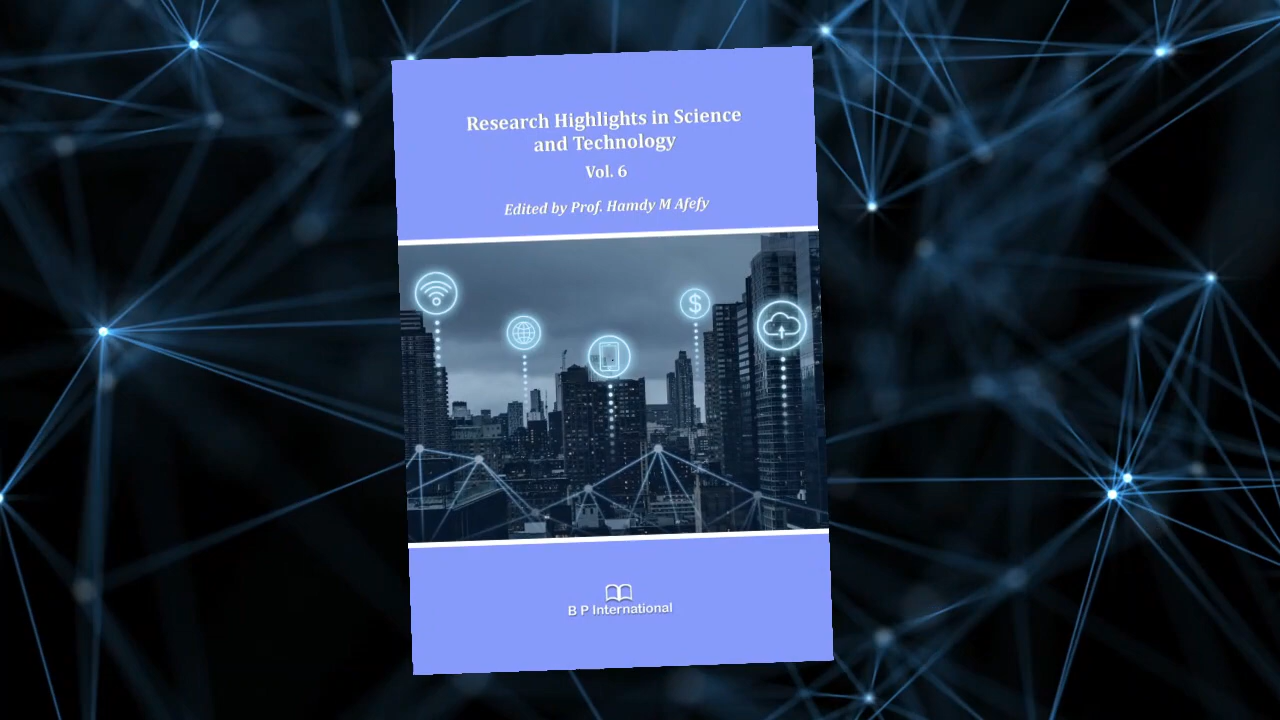 Research Highlights in Science
and Technology
Vol. 6
Edited by Prof. Hamdy M Afefy
$
B P International